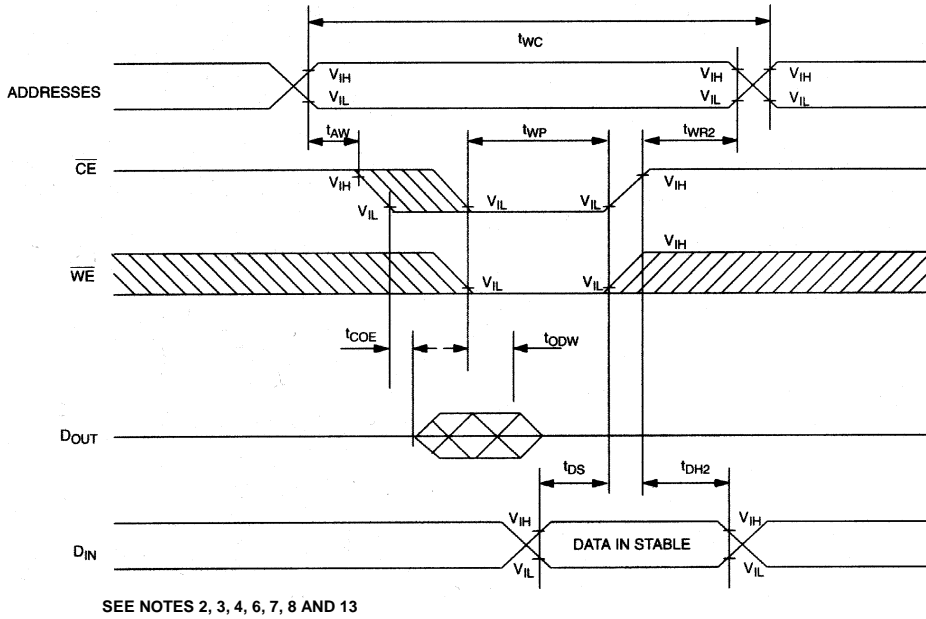 tWC
VIH VIH VIH
ADDRESSES
VIL VIL VIL
tAW tWP tWR2
CE
VIH VIH
VIL VIL VIL
VIH
WE
VIL VIL
tCOE tODW
DOUT
tDS tDH2
VIH VIH
DIN DATA IN STABLE
VIL VIL
SEE NOTES 2, 3, 4, 6, 7, 8 AND 13